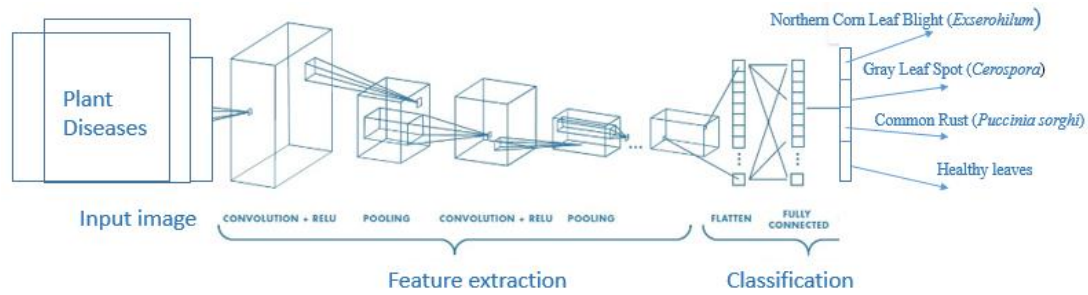 Northern Corn Leaf Blight (Exserohilum)
Gray Leaf Spot (Cerospora)
Common Rust (Puccinia sorghi)
Healthy leaves
Plant
Diseases
Input image
CONVOLUTION + RELU
POOLING
CONVOLUTION + RELU
POOLING
FLATTEN
FULLY
CONNECTED
Feature extraction
Classification